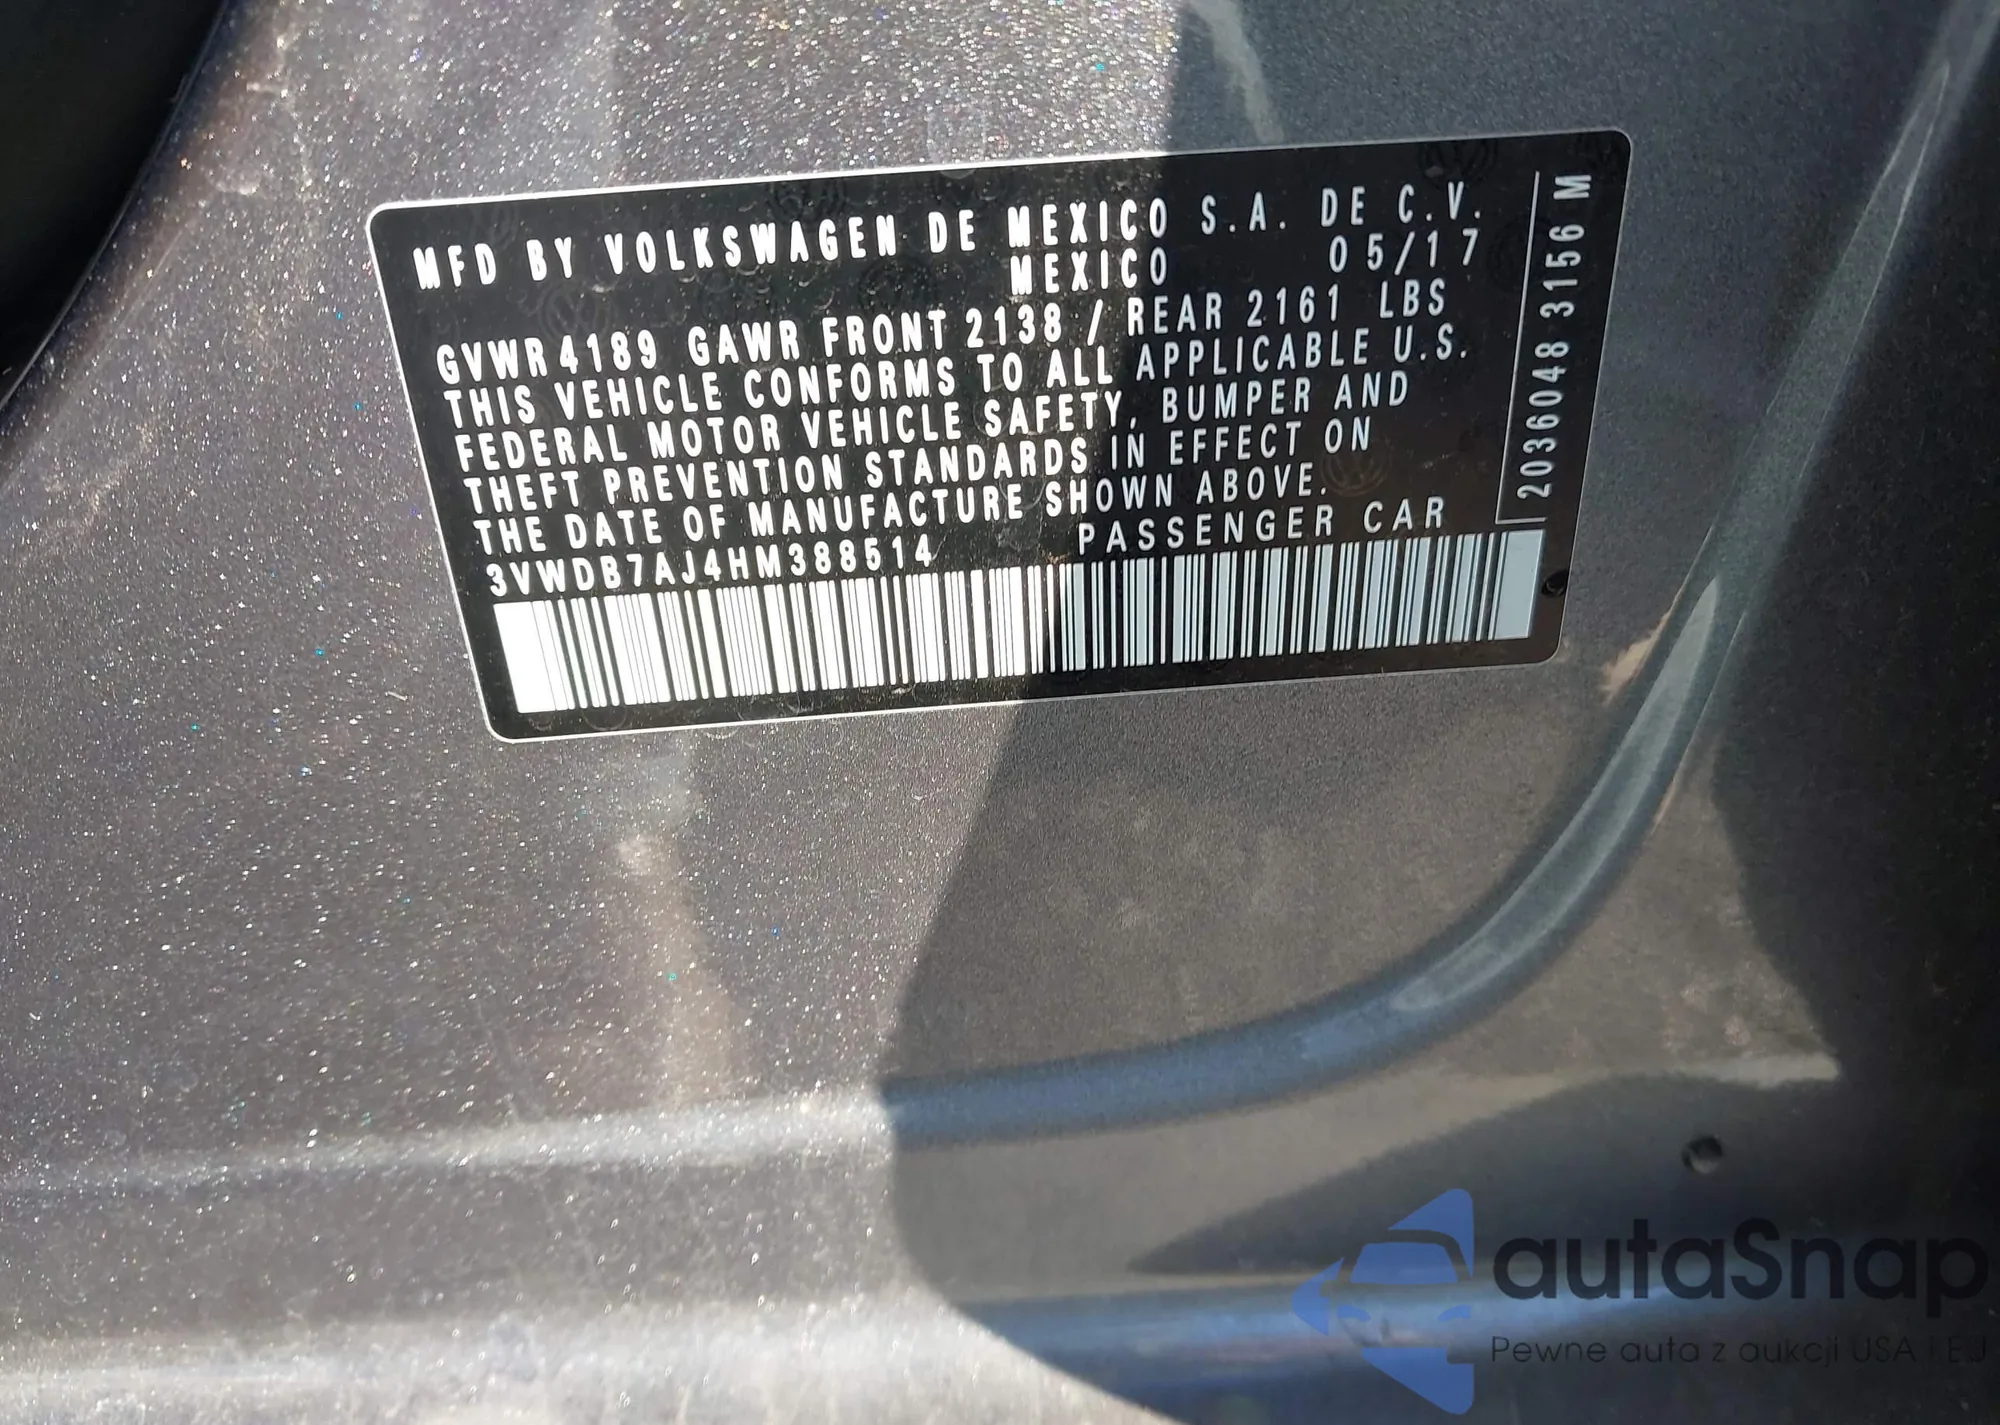 MFD BY VOLKSWAGEN DE MEXICO S.A. DE C.V.
MEXICO 05/17
GVWR 4189 GAWR FRONT 2138 / REAR 2161 LBS
THIS VEHICLE CONFORMS TO ALL APPLICABLE U.S.
FEDERAL MOTOR VEHICLE SAFETY, BUMPER AND
THEFT PREVENTION STANDARDS IN EFFECT ON
THE DATE OF MANUFACTURE SHOWN ABOVE.
3VWDB7AJ4HM388514 PASSENGER CAR
2036048 3156 M
autaSnap
Pewne auta z aukcji USA i EJ